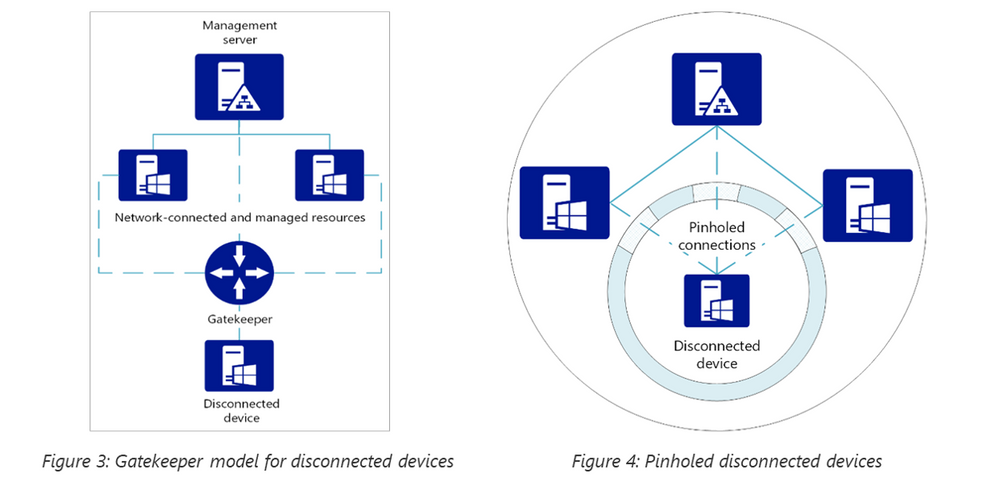 Management
server
Network-connected and managed resources
Gatekeeper
Disconnected
device
Figure 3: Gatekeeper model for disconnected devices
Pinholed
connections
Disconnected
device
Figure 4: Pinholed disconnected devices